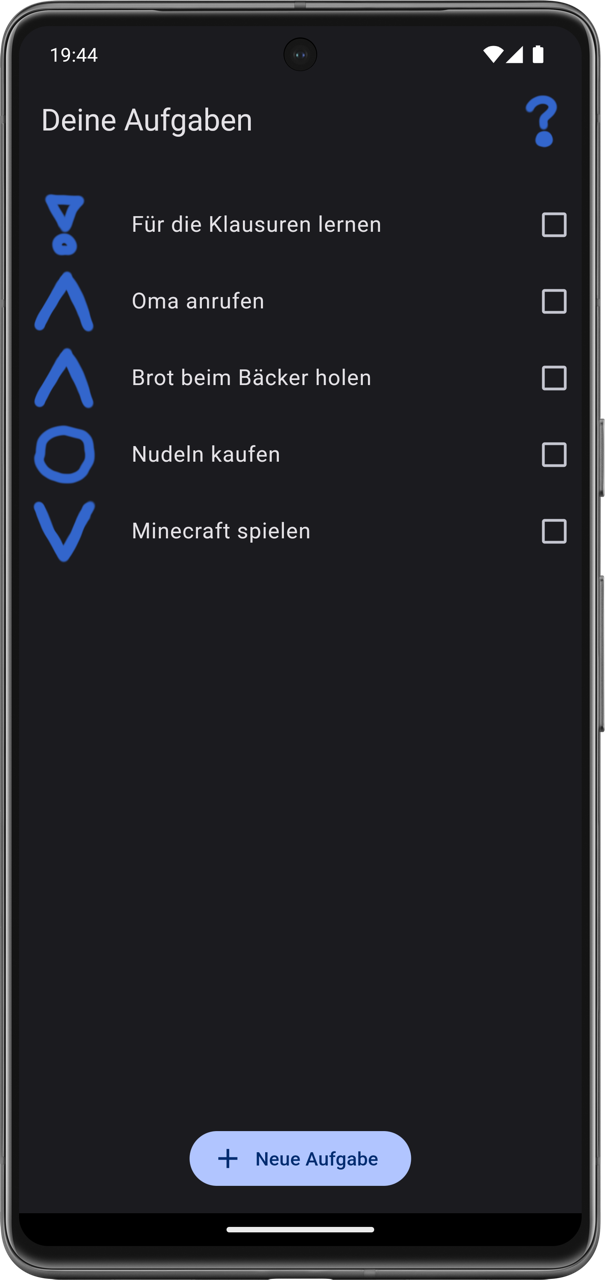 19:44
Deine Aufgaben ?
Für die Klausuren lernen
Oma anrufen
Brot beim Bäcker holen
Nudeln kaufen
Minecraft spielen
+ Neue Aufgabe